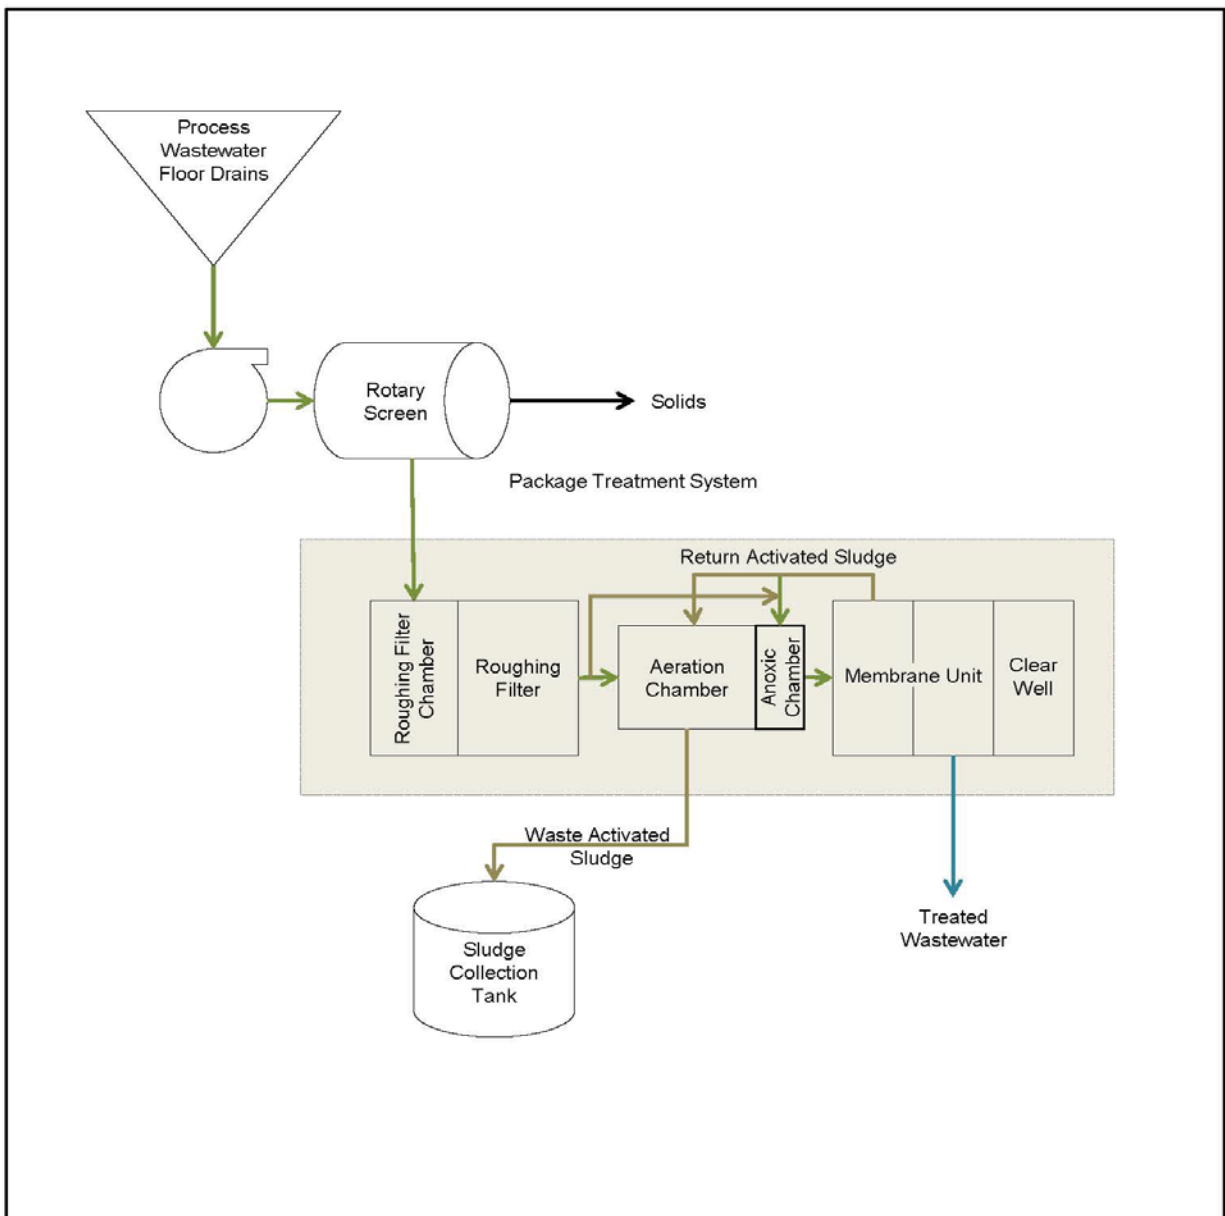 Process
Wastewater
Floor Drains
Rotary
Screen
Solids
Package Treatment System
Return Activated Sludge
Roughing Filter
Chamber
Roughing
Filter
Aeration
Chamber
Anoxic
Chamber
Membrane Unit
Clear
Well
Waste Activated
Sludge
Sludge
Collection
Tank
Treated
Wastewater